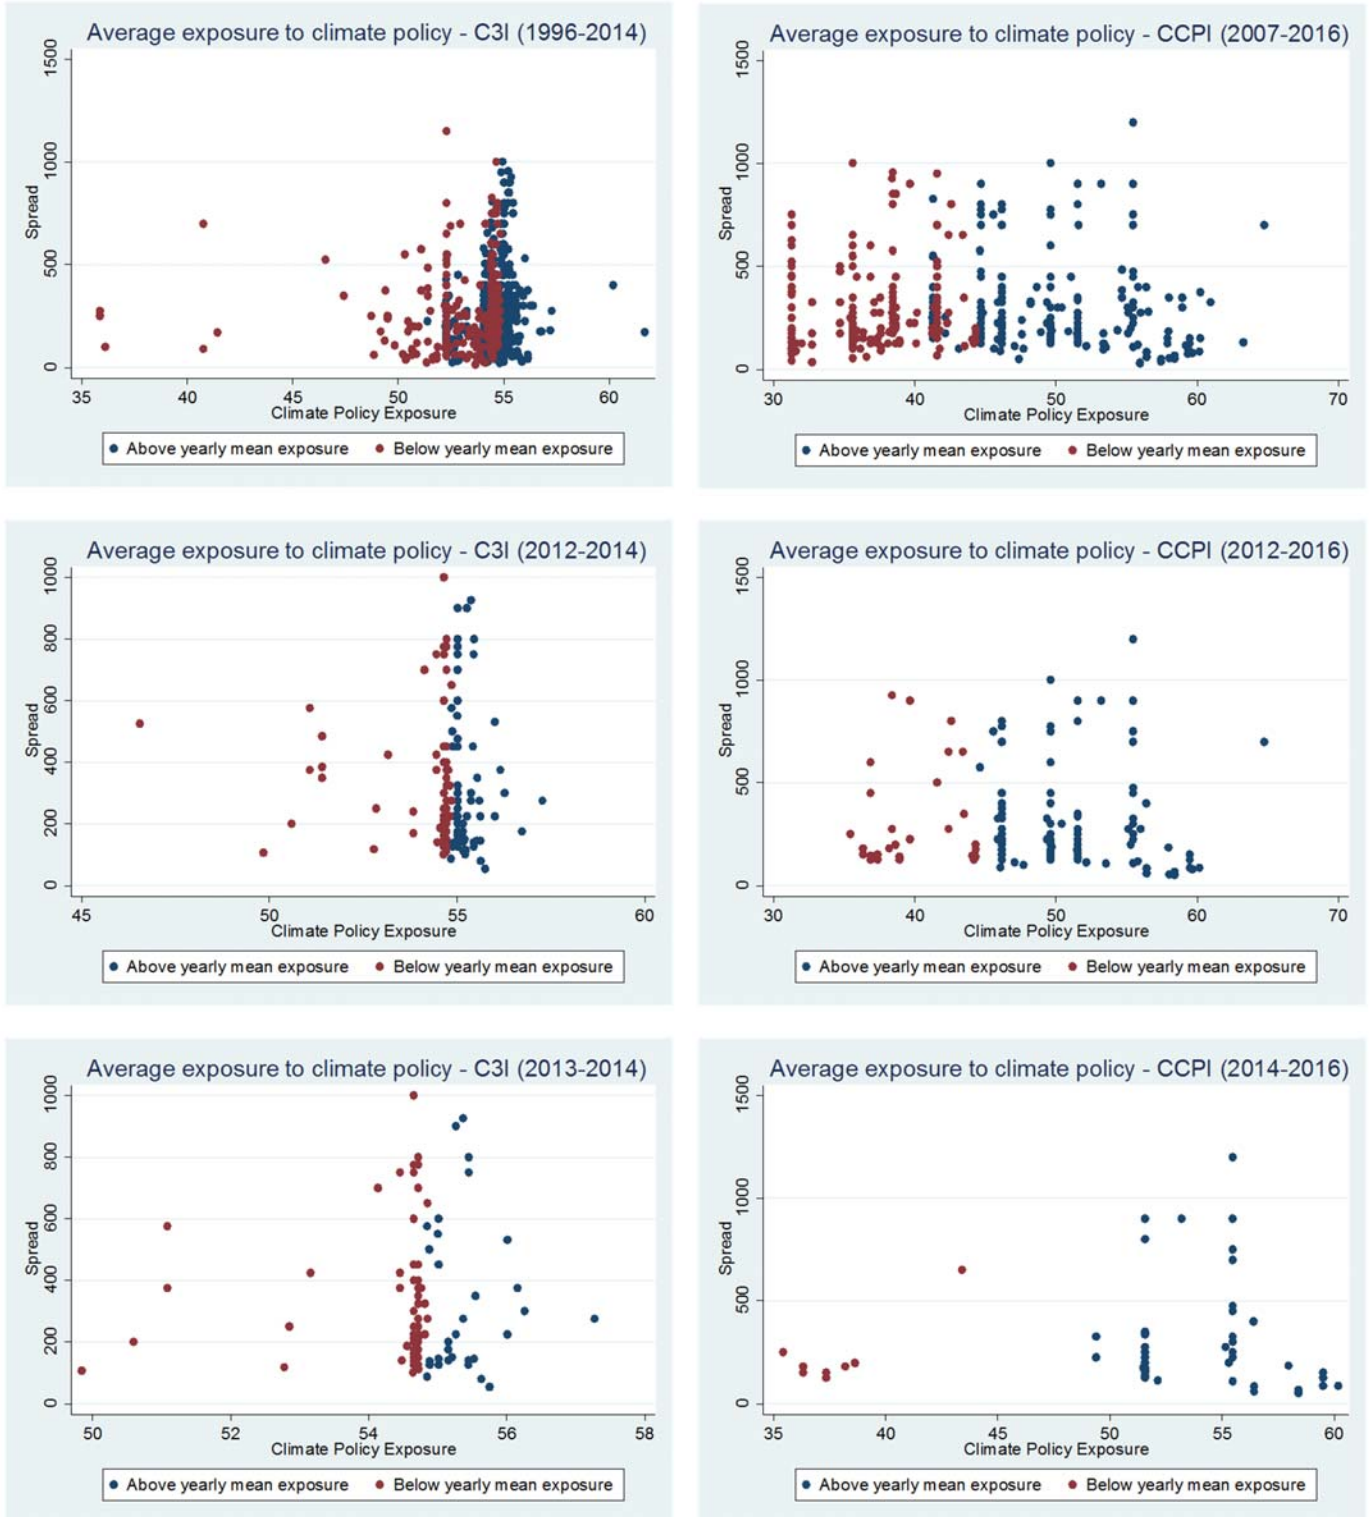 Average exposure to climate policy - C3I (1996-2014)
Spread
1500
1000
500
0
35 40 45 50 55 60
Climate Policy Exposure
Above yearly mean exposure Below yearly mean exposure
Average exposure to climate policy - CCPI (2007-2016)
Spread
1500
1000
500
0
30 40 50 60 70
Climate Policy Exposure
Above yearly mean exposure Below yearly mean exposure
Average exposure to climate policy - C3I (2012-2014)
Spread
1000
800
600
400
200
0
45 50 55 60
Climate Policy Exposure
Above yearly mean exposure Below yearly mean exposure
Average exposure to climate policy - CCPI (2012-2016)
Spread
1500
1000
500
0
30 40 50 60 70
Climate Policy Exposure
Above yearly mean exposure Below yearly mean exposure
Average exposure to climate policy - C3I (2013-2014)
Spread
1000
800
600
400
200
0
50 52 54 56 58
Climate Policy Exposure
Above yearly mean exposure Below yearly mean exposure
Average exposure to climate policy - CCPI (2014-2016)
Spread
1500
1000
500
0
35 40 45 50 55 60
Climate Policy Exposure
Above yearly mean exposure Below yearly mean exposure